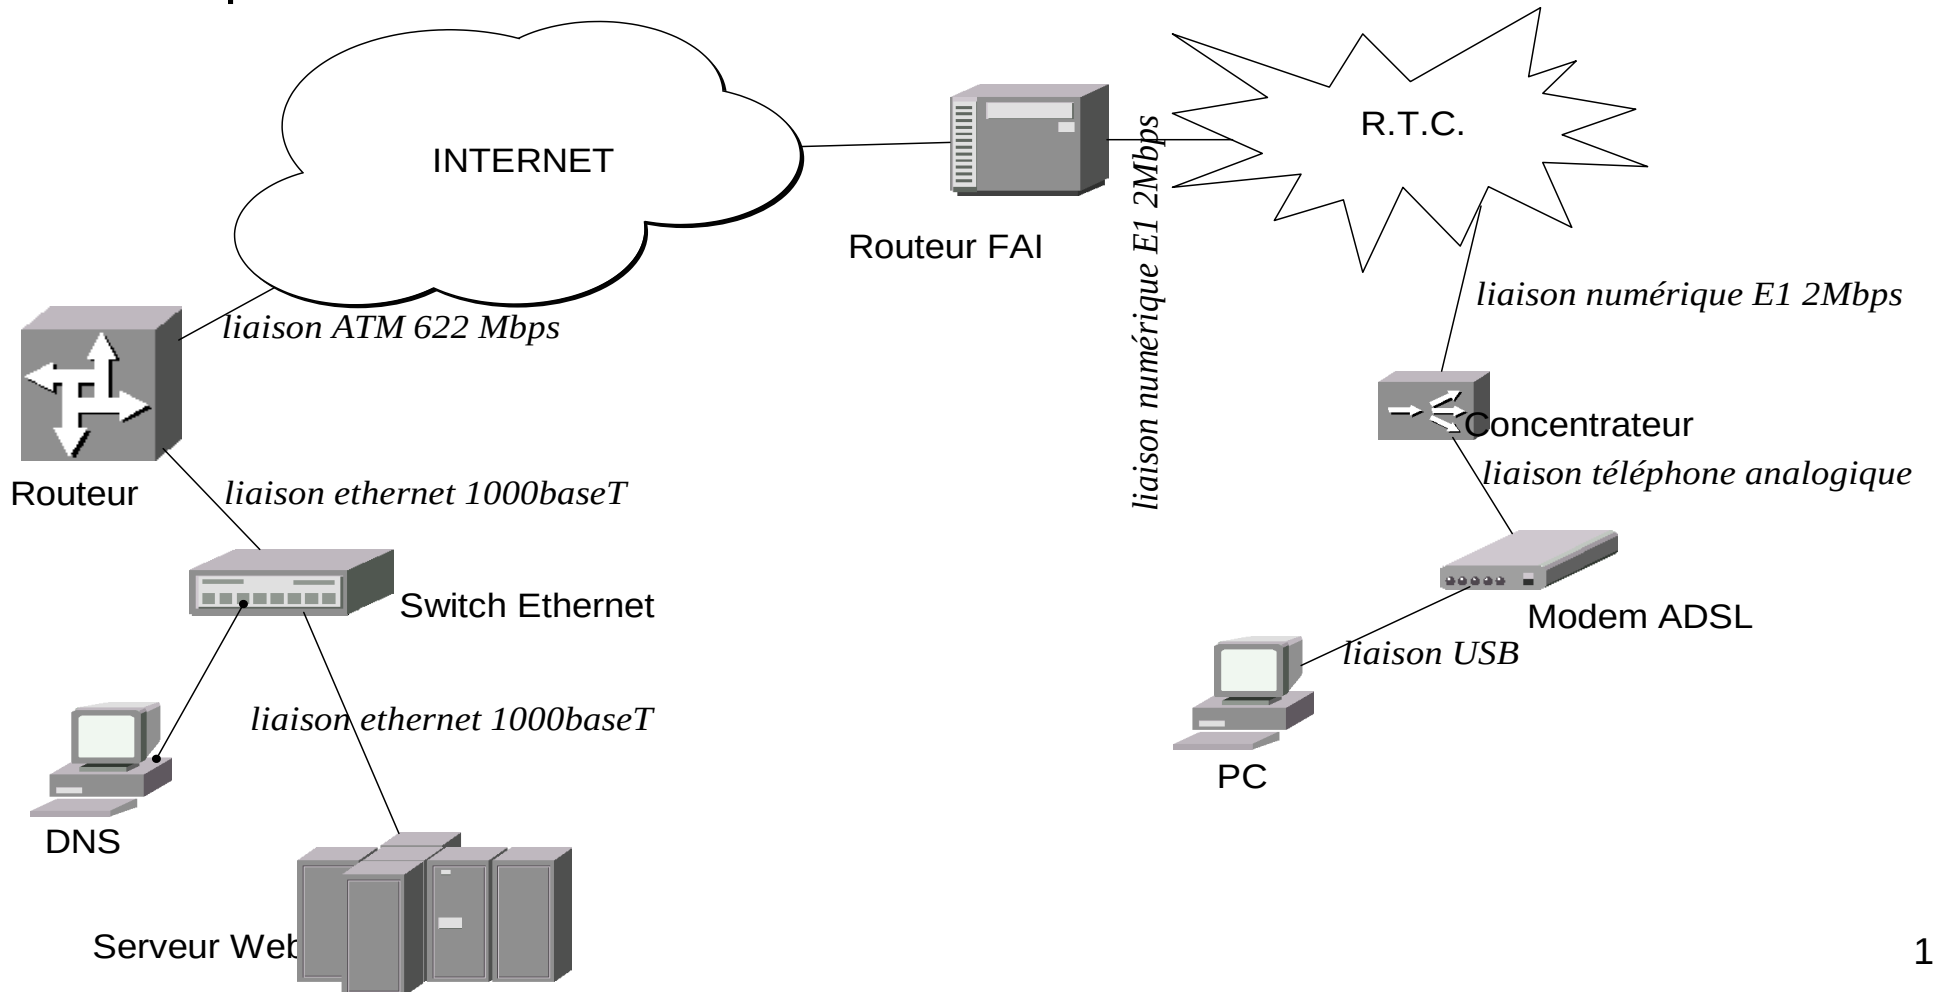 INTERNET
R.T.C.
Routeur FAI
liaison numérique E1 2Mbps
liaison numérique E1 2Mbps
liaison ATM 622 Mbps
Concentrateur
liaison téléphone analogique
Routeur
liaison ethernet 1000baseT
Switch Ethernet
Modem ADSL
liaison USB
liaison ethernet 1000baseT
PC
DNS
Serveur Web
1